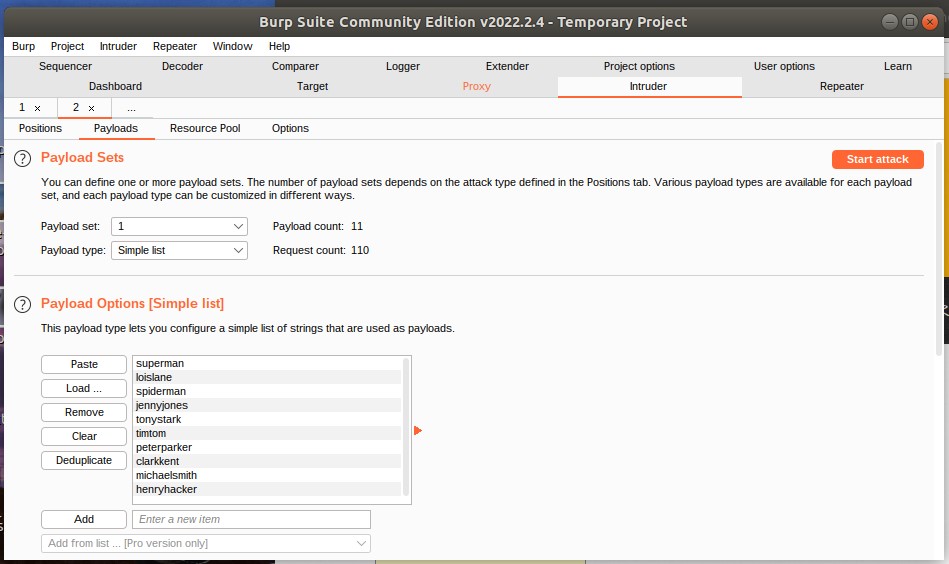 Burp Suite Community Edition v2022.2.4 - Temporary Project
Burp Project Intruder Repeater Window Help
Sequencer Decoder Comparer Logger Extender Project options User options Learn
Dashboard Target Proxy Intruder Repeater
1 × 2 × ...
Positions Payloads Resource Pool Options
? Payload Sets Start attack
You can define one or more payload sets. The number of payload sets depends on the attack type defined in the Positions tab. Various payload types are available for each payload
set, and each payload type can be customized in different ways.
Payload set: 1 Payload count: 11
Payload type: Simple list Request count: 110
? Payload Options [Simple list]
This payload type lets you configure a simple list of strings that are used as payloads.
Paste
Load ...
Remove
Clear
Deduplicate
superman
loislane
spiderman
jennyjones
tonystark
timtom
peterparker
clarkkent
michaelsmith
henryhacker
Add Enter a new item
Add from list ... [Pro version only]